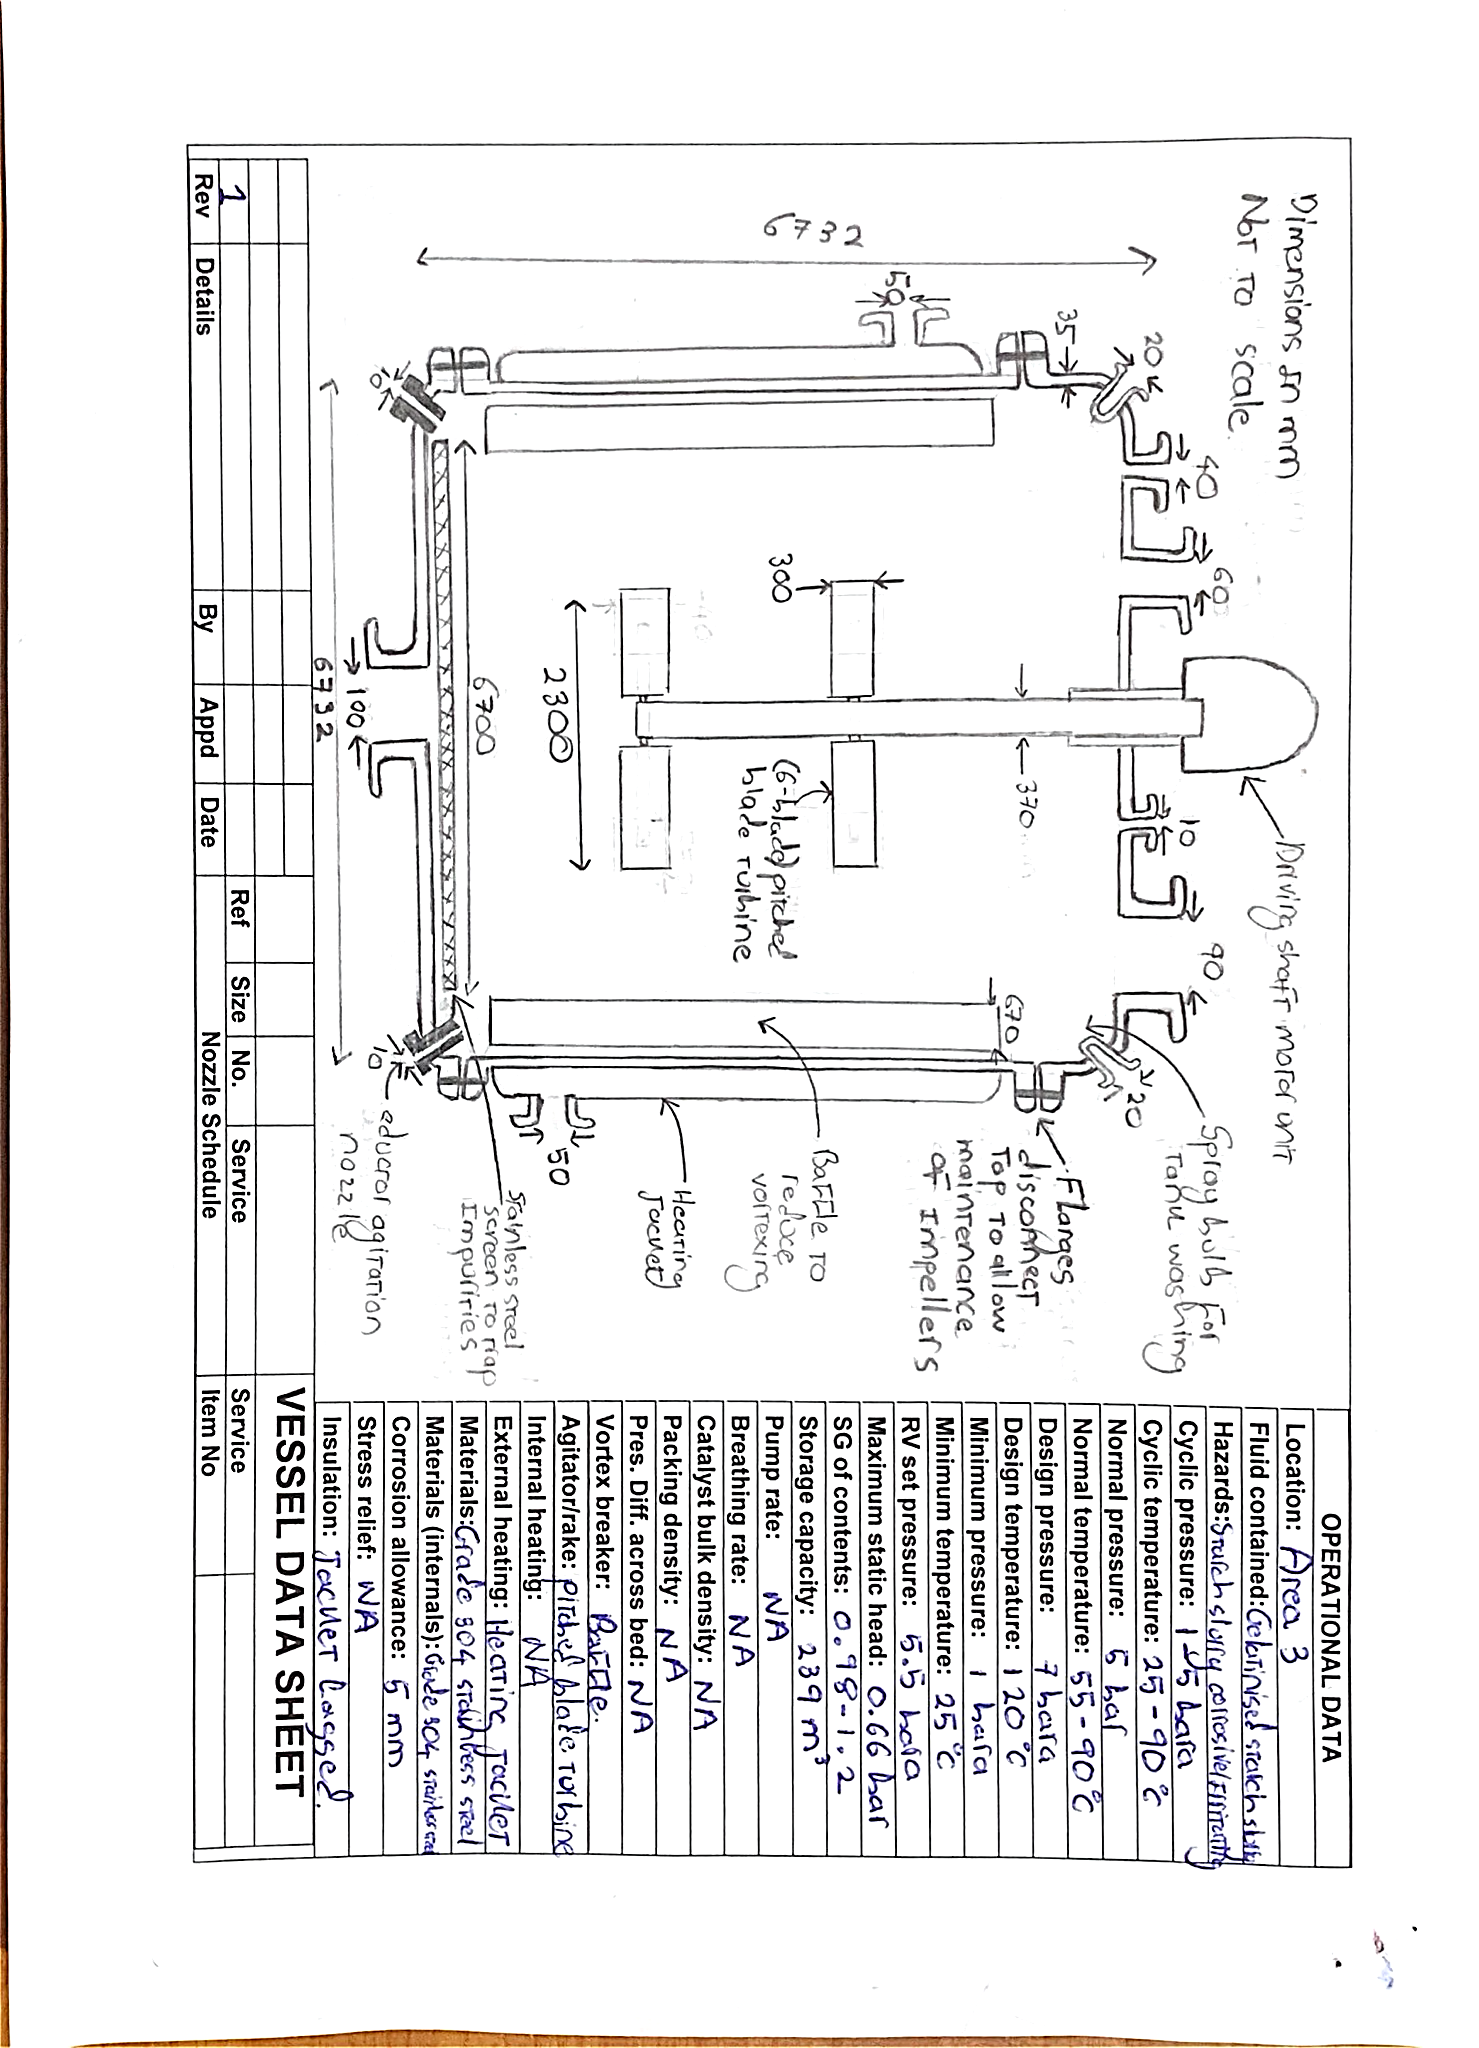 Dimensions in mm
Not to scale
6732
50
35
20
40
60
10
90
20
Driving shaft motor unit
Spray bulb for
Tank washing
Flanges
disconnect
Top to allow
maintenance
of impellers
300
370
(6-blade) pitched
blade turbine
2300
670
Baffle to
reduce
vortexing
Heating
Jacket
50
Stainless steel
screen to trap
Impurities
6700
100
6732
10
eductor agitation
nozzle
OPERATIONAL DATA
Location: Area 3
Fluid contained: Gelatinised starch slurry
Hazards: Starch slurry corrosive/irritating
Cyclic pressure: 1-5 bara
Cyclic temperature: 25-90°C
Normal pressure: 5 bar
Normal temperature: 55-90°C
Design pressure: 7 bara
Design temperature: 120°C
Minimum pressure: 1 bara
Minimum temperature: 25°C
RV set pressure: 5.5 bara
Maximum static head: 0.66 bar
SG of contents: 0.98-1.2
Storage capacity: 239 m³
Pump rate: NA
Breathing rate: NA
Catalyst bulk density: NA
Packing density: NA
Pres. Diff. across bed: NA
Vortex breaker: Baffle.
Agitator/rake: pitched blade turbine
Internal heating: NA
External heating: Heating Jacket
Materials: Grade 304 stainless steel
Materials (internals): Grade 304 stainless steel
Corrosion allowance: 5 mm
Stress relief: NA
Insulation: Jacket Lagged.
VESSEL DATA SHEET
1
Rev Details By Appd Date
Ref Size No. Service
Nozzle Schedule
Service
Item No